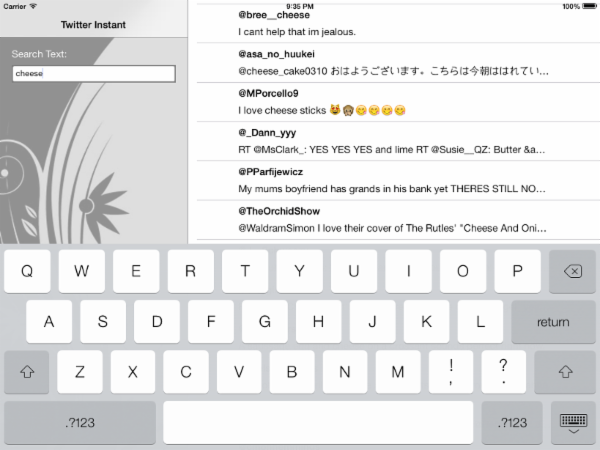 Carrier
9:35 PM
100%
Twitter Instant
Search Text:
cheese
@bree__cheese
I cant help that im jealous.
@asa_no_huukei
@cheese_cake0310 おはようございます。こちらは今朝ははれてい…
@MPorcello9
I love cheese sticks 😻🙊😋😋😋😋
@_Dann_yyy
RT @MsClark_: YES YES YES and lime RT @Susie__QZ: Butter &a…
@PParfijewicz
My mums boyfriend has grands in his bank yet THERES STILL NO…
@TheOrchidShow
@WaldramSimon I love their cover of The Rutles' "Cheese And Oni…
Q W E R T Y U I O P
A S D F G H J K L return
Z X C V B N M ! , ? .
.?123 .?123